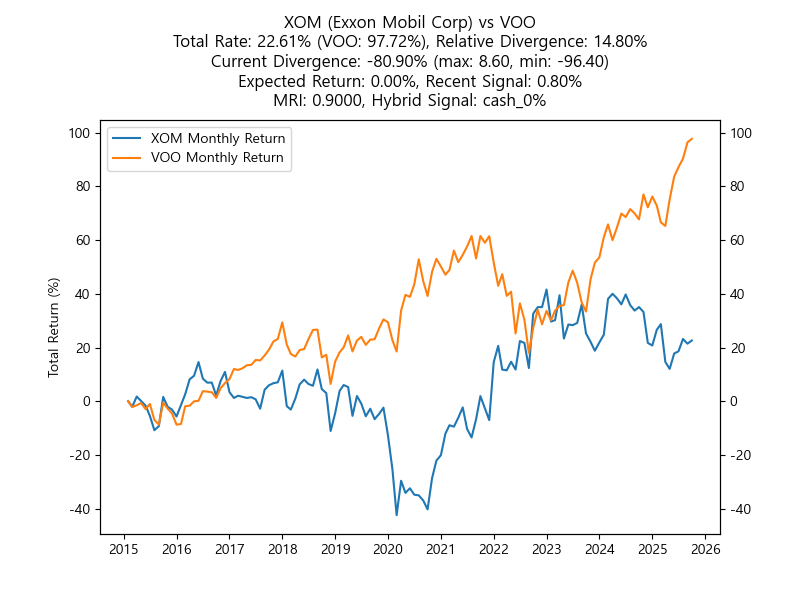 XOM (Exxon Mobil Corp) vs VOO
Total Rate: 22.61% (VOO: 97.72%), Relative Divergence: 14.80%
Current Divergence: -80.90% (max: 8.60, min: -96.40)
Expected Return: 0.00%, Recent Signal: 0.80%
MRI: 0.9000, Hybrid Signal: cash_0%
XOM Monthly Return
VOO Monthly Return
Total Return (%)
100
80
60
40
20
0
-20
-40
100
80
60
40
20
0
-20
-40
2015 2016 2017 2018 2019 2020 2021 2022 2023 2024 2025 2026